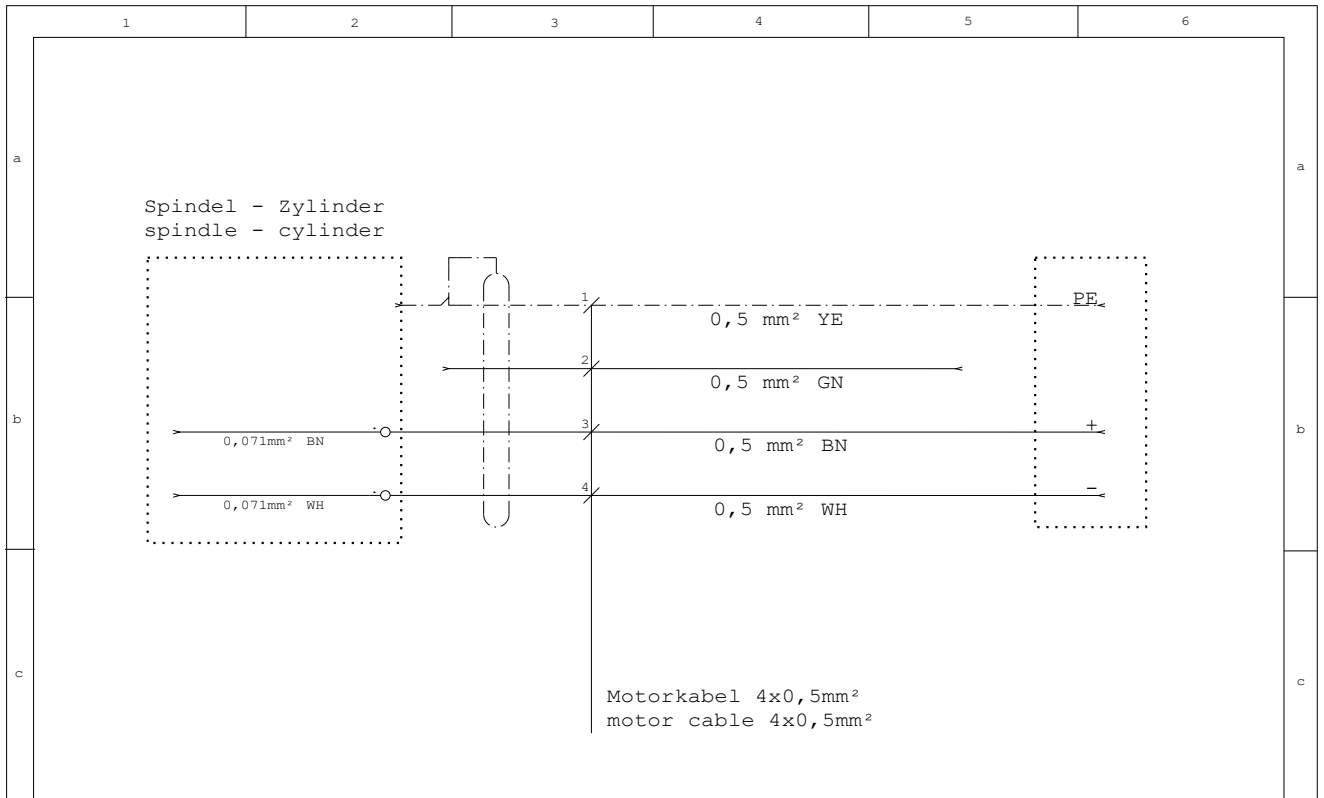 1 2 3 4 5 6
a a
Spindel - Zylinder
spindle - cylinder
1 PE
0,5 mm² YE
2
0,5 mm² GN
b b
3 +
0,071mm² BN 0,5 mm² BN
4 -
0,071mm² WH 0,5 mm² WH
c c
Motorkabel 4x0,5mm²
motor cable 4x0,5mm²